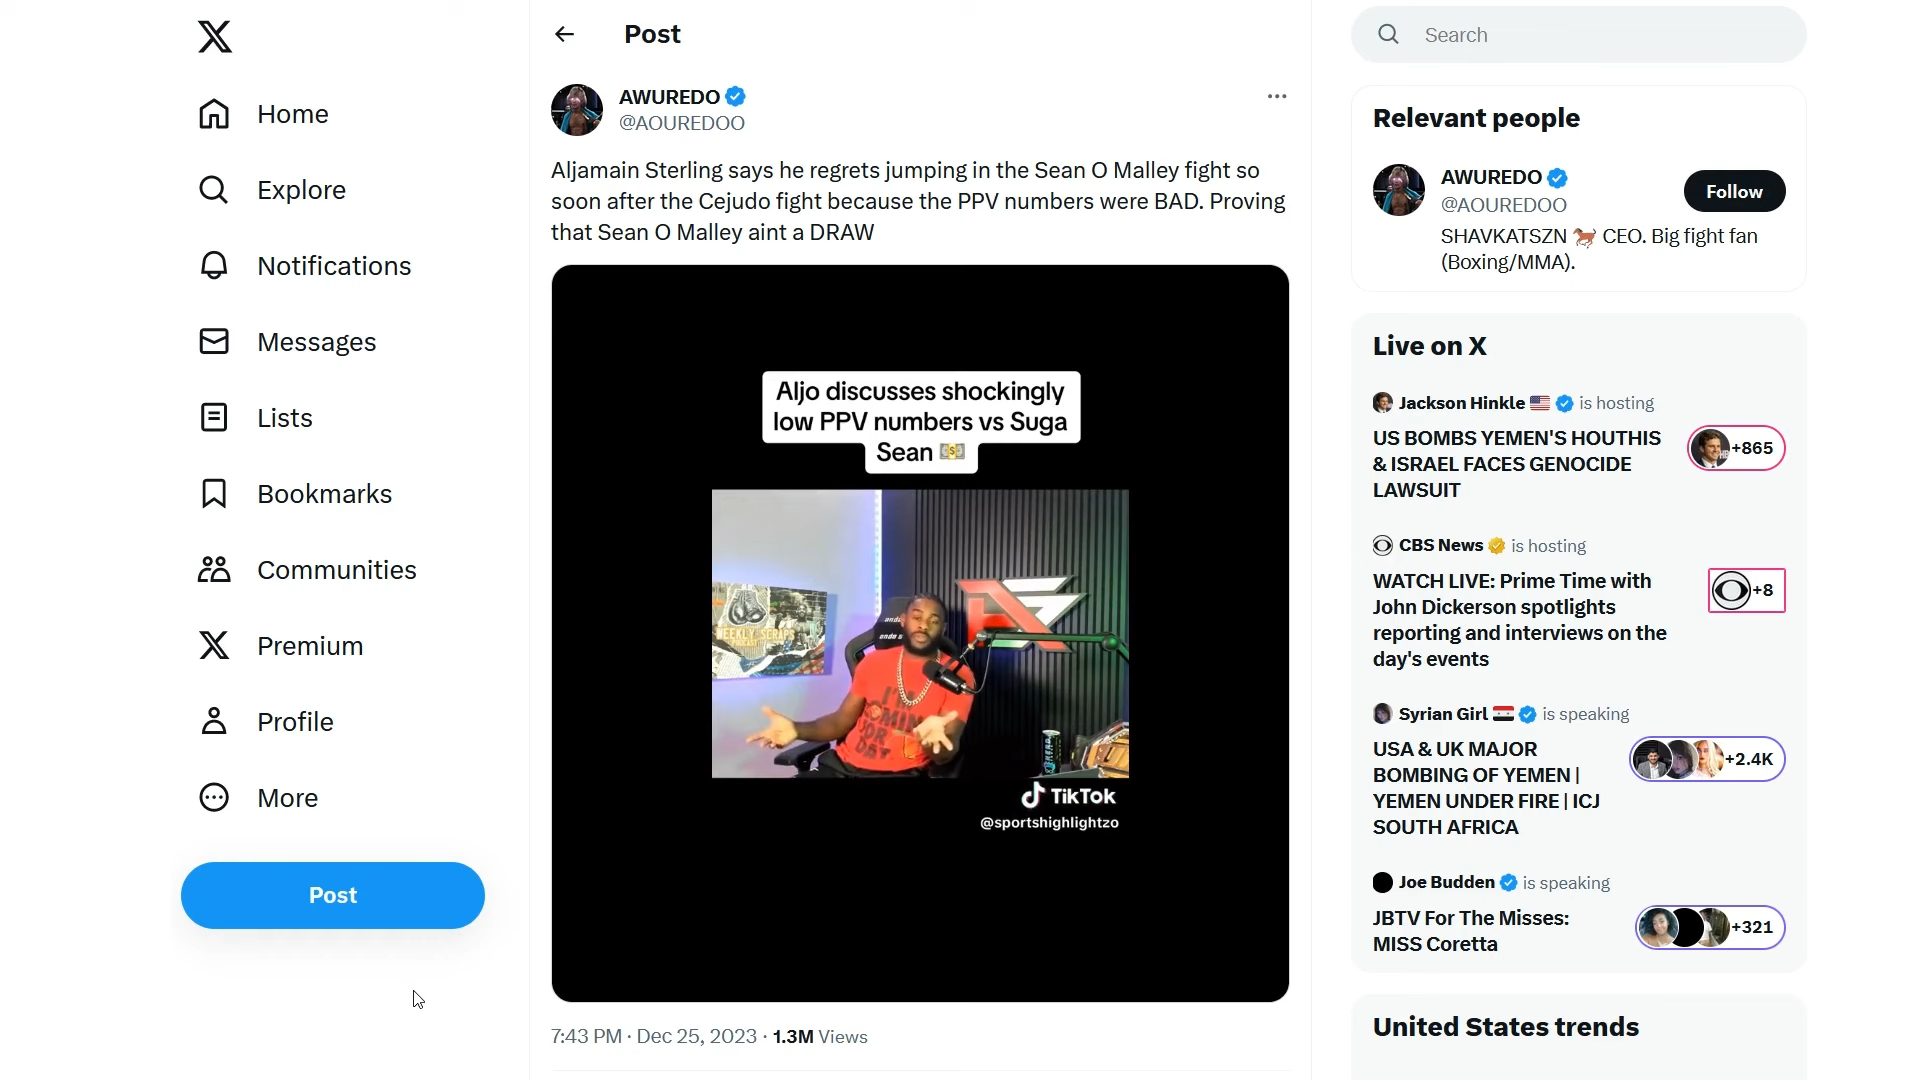 Home
Explore
Notifications
Messages
Lists
Bookmarks
Communities
Premium
Profile
More
Post
Post
AWUREDO
@AOUREDOO
Aljamain Sterling says he regrets jumping in the Sean O Malley fight so
soon after the Cejudo fight because the PPV numbers were BAD. Proving
that Sean O Malley aint a DRAW
Aljo discusses shockingly
low PPV numbers vs Suga
Sean 💵
WEEKLY SCRAPS
PODCAST
I'M
COMING
FOR
DAT
TikTok
@sportshighlightzo
7:43 PM · Dec 25, 2023 · 1.3M Views
Search
Relevant people
AWUREDO
@AOUREDOO
Follow
SHAVKATSZN 🐎 CEO. Big fight fan
(Boxing/MMA).
Live on X
Jackson Hinkle 🇺🇸 is hosting
US BOMBS YEMEN'S HOUTHIS
& ISRAEL FACES GENOCIDE
LAWSUIT
+865
CBS News is hosting
WATCH LIVE: Prime Time with
John Dickerson spotlights
reporting and interviews on the
day's events
+8
Syrian Girl 🇸🇾 is speaking
USA & UK MAJOR
BOMBING OF YEMEN |
YEMEN UNDER FIRE | ICJ
SOUTH AFRICA
+2.4K
Joe Budden is speaking
JBTV For The Misses:
MISS Coretta
+321
United States trends